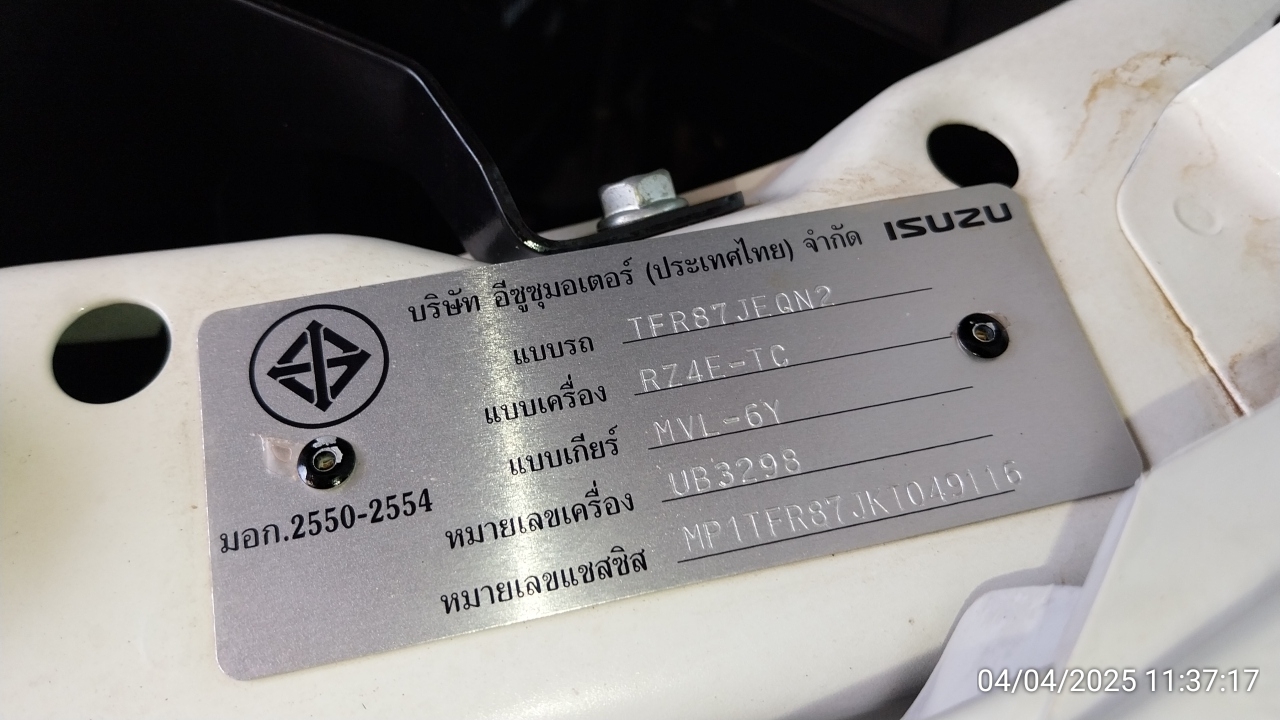 บริษัท อีซูซุมอเตอร์ (ประเทศไทย) จำกัด ISUZU
แบบรถ TFR87JEQN2
แบบเครื่อง RZ4E-TC
แบบเกียร์ MVL-6Y
หมายเลขเครื่อง UB3298
หมายเลขแชสซิส MP1TFR87JKT049116
มอก.2550-2554
04/04/2025 11:37:17